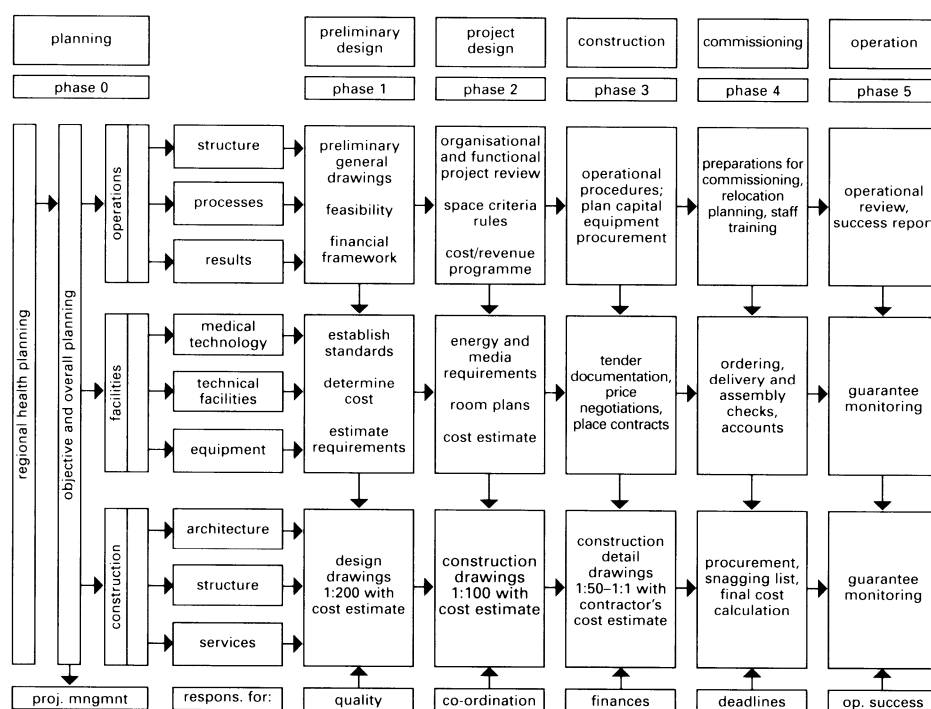 planning
preliminary
design
project
design
construction
commissioning
operation
phase 0
phase 1
phase 2
phase 3
phase 4
phase 5
regional health planning
objective and overall planning
operations
structure
processes
results
preliminary
general
drawings
feasibility
financial
framework
organisational
and functional
project review
space criteria
rules
cost/revenue
programme
operational
procedures;
plan capital
equipment
procurement
preparations for
commissioning,
relocation
planning, staff
training
operational
review,
success report
facilities
medical
technology
technical
facilities
equipment
establish
standards
determine
cost
estimate
requirements
energy and
media
requirements
room plans
cost estimate
tender
documentation,
price
negotiations,
place contracts
ordering,
delivery and
assembly
checks,
accounts
guarantee
monitoring
construction
architecture
structure
services
design
drawings
1:200 with
cost estimate
construction
drawings
1:100 with
cost estimate
construction
detail
drawings
1:50–1:1 with
contractor's
cost estimate
procurement,
snagging list,
final cost
calculation
guarantee
monitoring
proj. mngmnt
respons. for:
quality
co-ordination
finances
deadlines
op. success